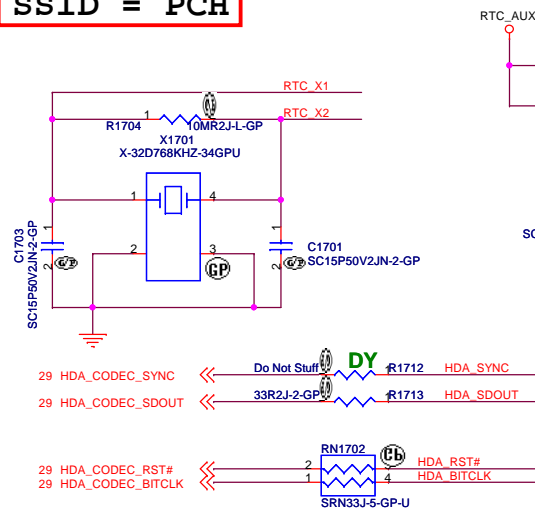 SSID = PCH
RTC_AUX
RTC_X1
R1704 1 10MR2J-L-GP RTC_X2
X1701
X-32D768KHZ-34GPU
1 4
C1703 1 2
SC15P50V2JN-2-GP
2 3
GP
1 2 C1701
SC15P50V2JN-2-GP
29 HDA_CODEC_SYNC Do Not Stuff DY R1712 HDA_SYNC
29 HDA_CODEC_SDOUT 33R2J-2-GP R1713 HDA_SDOUT
RN1702
29 HDA_CODEC_RST# 2 HDA_RST#
29 HDA_CODEC_BITCLK 1 4 HDA_BITCLK
SRN33J-5-GP-U